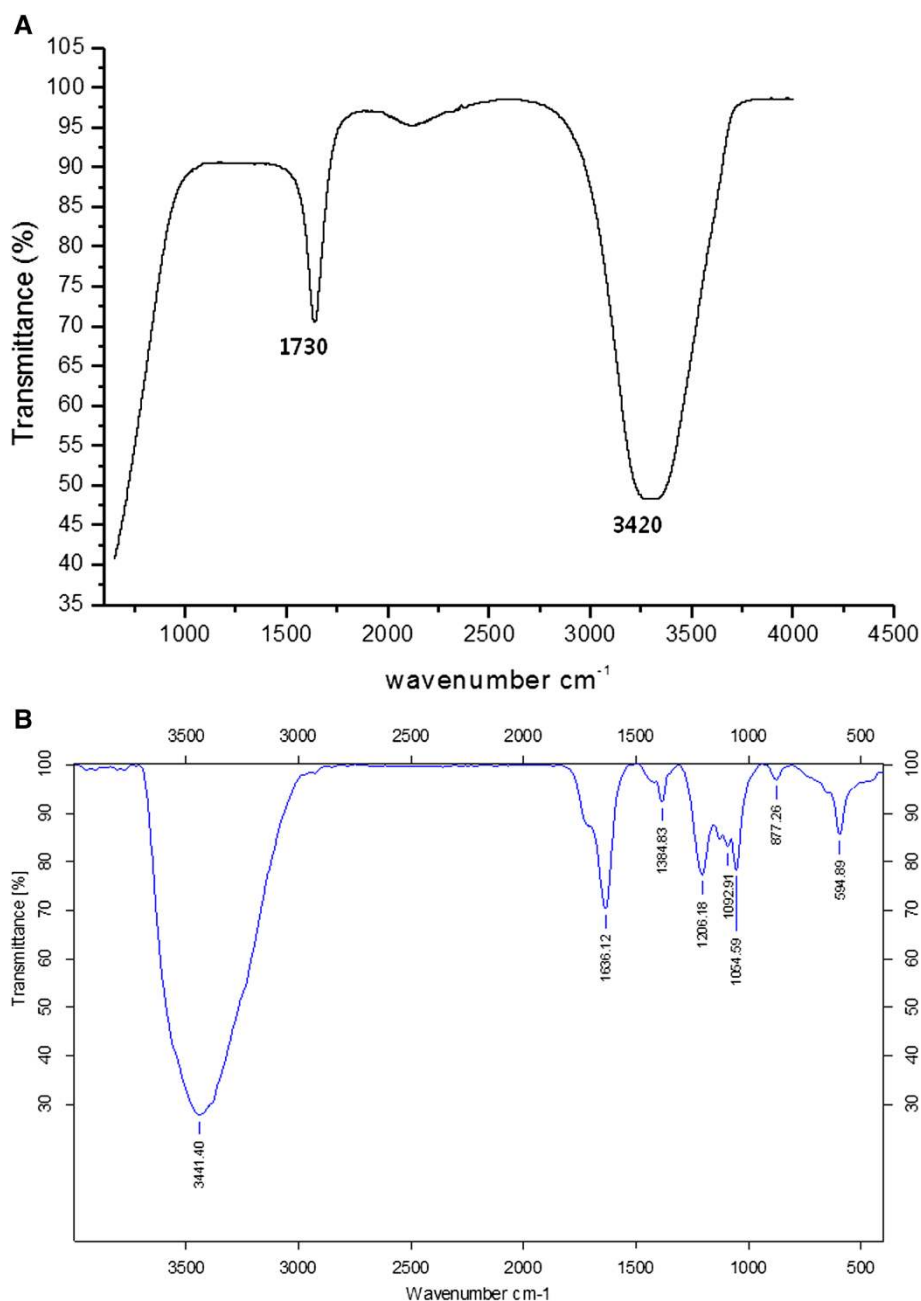 A
105
100
95
90
85
80
75
70
65
60
55
50
45
40
35
Transmittance (%)
1730
3420
1000 1500 2000 2500 3000 3500 4000 4500
wavenumber cm-1
B
3500 3000 2500 2000 1500 1000 500
100 90 80 70 60 50 40 30
Transmittance [%]
3441.40
1636.12
1384.83
1206.18
1092.91
1054.59
877.26
594.89
100 90 80 70 60 50 40 30
3500 3000 2500 2000 1500 1000 500
Wavenumber cm-1